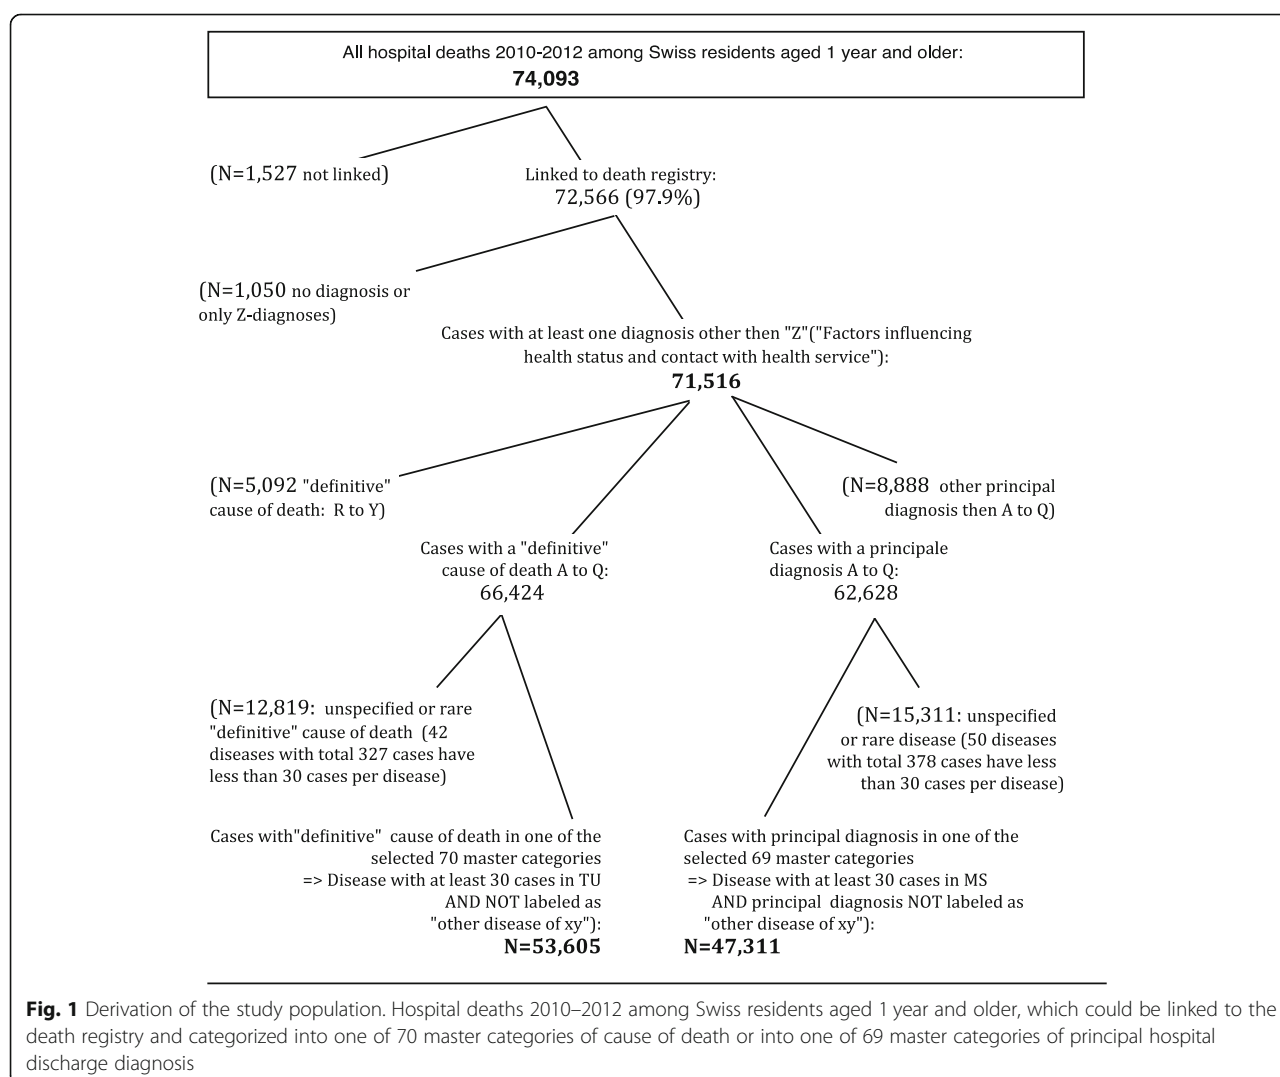 All hospital deaths 2010-2012 among Swiss residents aged 1 year and older:
74,093
(N=1,527 not linked)
Linked to death registry:
72,566 (97.9%)
(N=1,050 no diagnosis or
only Z-diagnoses)
Cases with at least one diagnosis other then "Z"("Factors influencing
health status and contact with health service"):
71,516
(N=5,092 "definitive"
cause of death: R to Y)
(N=8,888 other principal
diagnosis then A to Q)
Cases with a "definitive"
cause of death A to Q:
66,424
Cases with a principale
diagnosis A to Q:
62,628
(N=12,819: unspecified or rare
"definitive" cause of death (42
diseases with total 327 cases have
less than 30 cases per disease)
(N=15,311: unspecified
or rare disease (50 diseases
with total 378 cases have less
than 30 cases per disease)
Cases with"definitive" cause of death in one of the
selected 70 master categories
=> Disease with at least 30 cases in TU
AND NOT labeled as
"other disease of xy"):
N=53,605
Cases with principal diagnosis in one of the
selected 69 master categories
=> Disease with at least 30 cases in MS
AND principal diagnosis NOT labeled as
"other disease of xy"):
N=47,311
Fig. 1 Derivation of the study population. Hospital deaths 2010–2012 among Swiss residents aged 1 year and older, which could be linked to the
death registry and categorized into one of 70 master categories of cause of death or into one of 69 master categories of principal hospital
discharge diagnosis